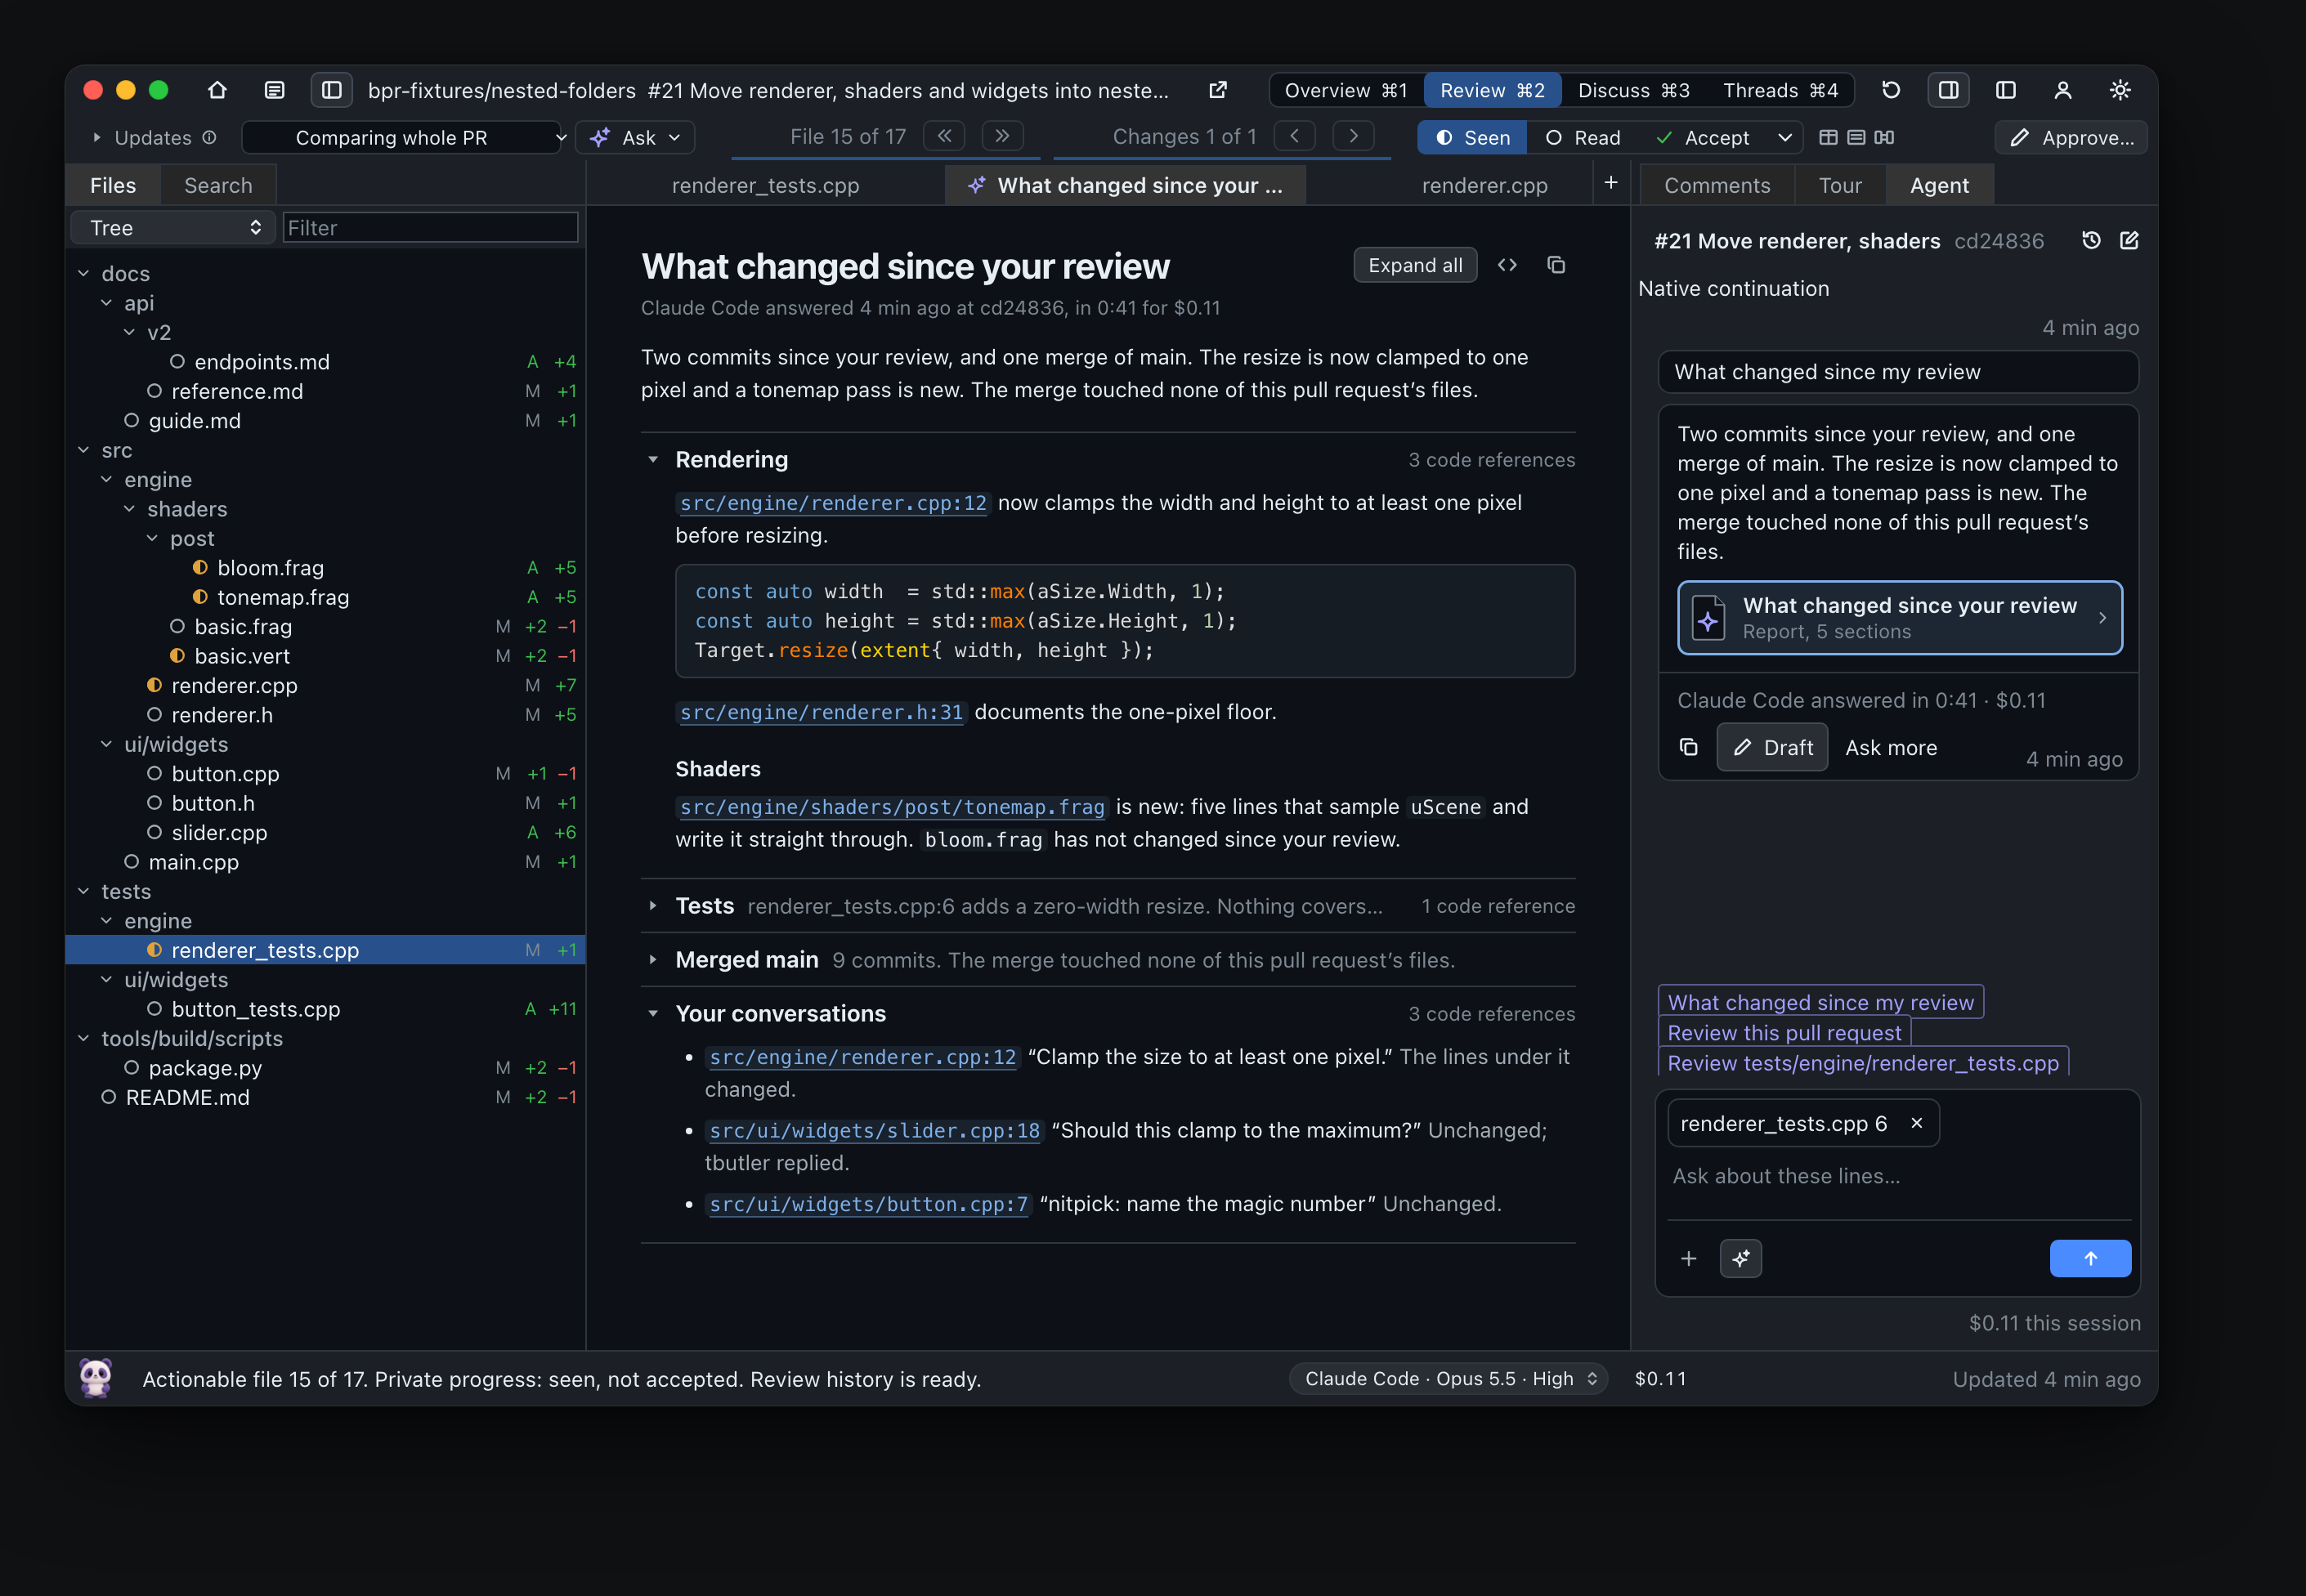 bpr-fixtures/nested-folders #21 Move renderer, shaders and widgets into neste...
Overview ⌘1 Review ⌘2 Discuss ⌘3 Threads ⌘4
Updates Comparing whole PR Ask File 15 of 17 Changes 1 of 1 Seen Read Accept Approve...
Files Search
Tree Filter
docs
api
v2
endpoints.md A +4
reference.md M +1
guide.md M +1
src
engine
shaders
post
bloom.frag A +5
tonemap.frag A +5
basic.frag M +2 −1
basic.vert M +2 −1
renderer.cpp M +7
renderer.h M +5
ui/widgets
button.cpp M +1 −1
button.h M +1
slider.cpp A +6
main.cpp M +1
tests
engine
renderer_tests.cpp M +1
ui/widgets
button_tests.cpp A +11
tools/build/scripts
package.py M +2 −1
README.md M +2 −1
renderer_tests.cpp What changed since your ... renderer.cpp +
What changed since your review
Expand all
Claude Code answered 4 min ago at cd24836, in 0:41 for $0.11
Two commits since your review, and one merge of main. The resize is now clamped to one
pixel and a tonemap pass is new. The merge touched none of this pull request’s files.
Rendering 3 code references
src/engine/renderer.cpp:12 now clamps the width and height to at least one pixel
before resizing.
const auto width  = std::max(aSize.Width, 1);
const auto height = std::max(aSize.Height, 1);
Target.resize(extent{ width, height });
src/engine/renderer.h:31 documents the one-pixel floor.
Shaders
src/engine/shaders/post/tonemap.frag is new: five lines that sample uScene and
write it straight through. bloom.frag has not changed since your review.
Tests renderer_tests.cpp:6 adds a zero-width resize. Nothing covers... 1 code reference
Merged main 9 commits. The merge touched none of this pull request’s files.
Your conversations 3 code references
• src/engine/renderer.cpp:12 “Clamp the size to at least one pixel.” The lines under it
changed.
• src/ui/widgets/slider.cpp:18 “Should this clamp to the maximum?” Unchanged;
tbutler replied.
• src/ui/widgets/button.cpp:7 “nitpick: name the magic number” Unchanged.
Comments Tour Agent
#21 Move renderer, shaders cd24836
Native continuation
4 min ago
What changed since my review
Two commits since your review, and one
merge of main. The resize is now clamped to
one pixel and a tonemap pass is new. The
merge touched none of this pull request’s
files.
What changed since your review
Report, 5 sections
Claude Code answered in 0:41 · $0.11
Draft Ask more 4 min ago
What changed since my review
Review this pull request
Review tests/engine/renderer_tests.cpp
renderer_tests.cpp 6 ×
Ask about these lines...
$0.11 this session
Actionable file 15 of 17. Private progress: seen, not accepted. Review history is ready.
Claude Code · Opus 5.5 · High $0.11 Updated 4 min ago